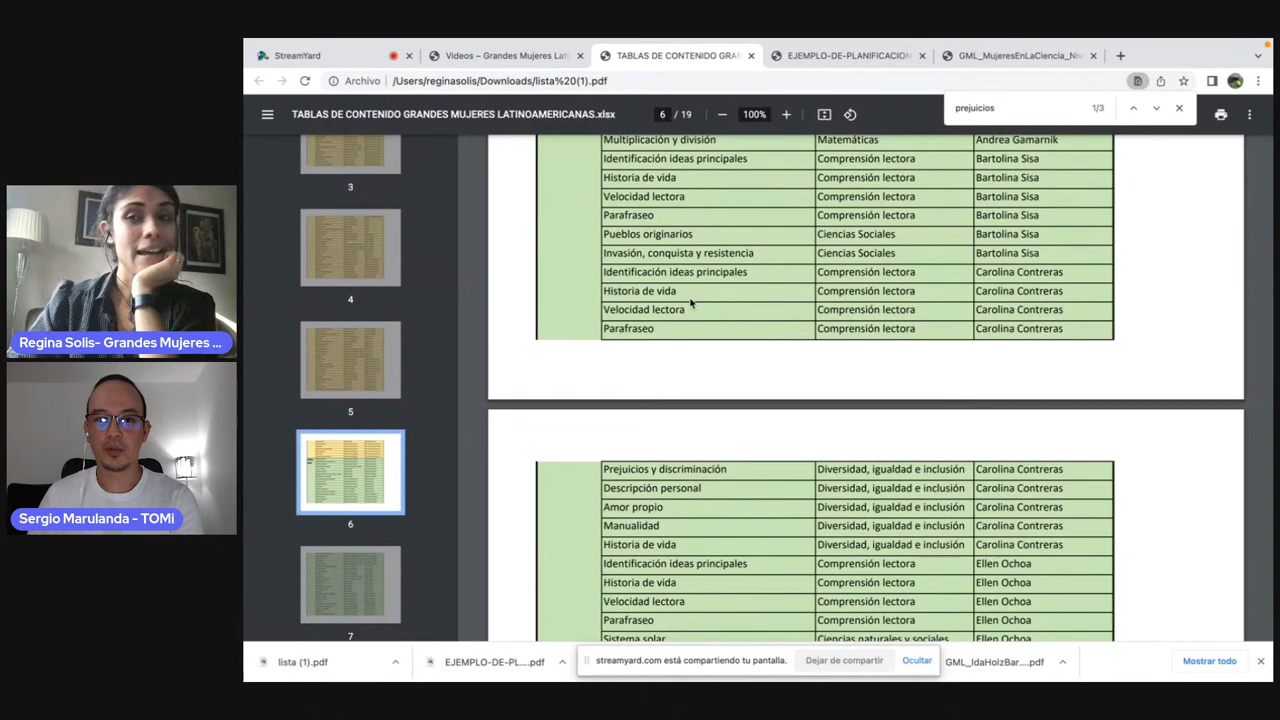 StreamYard
Videos – Grandes Mujeres Lati
TABLAS DE CONTENIDO GRAN
EJEMPLO-DE-PLANIFICACION
GML_MujeresEnLaCiencia_Niv
Archivo
/Users/reginasolis/Downloads/lista%20(1).pdf
prejuicios 1/3
TABLAS DE CONTENIDO GRANDES MUJERES LATINOAMERICANAS.xlsx
6 / 19
100%
3
4
5
6
7
Multiplicación y división Matemáticas Andrea Gamarnik
Identificación ideas principales Comprensión lectora Bartolina Sisa
Historia de vida Comprensión lectora Bartolina Sisa
Velocidad lectora Comprensión lectora Bartolina Sisa
Parafraseo Comprensión lectora Bartolina Sisa
Pueblos originarios Ciencias Sociales Bartolina Sisa
Invasión, conquista y resistencia Ciencias Sociales Bartolina Sisa
Identificación ideas principales Comprensión lectora Carolina Contreras
Historia de vida Comprensión lectora Carolina Contreras
Velocidad lectora Comprensión lectora Carolina Contreras
Parafraseo Comprensión lectora Carolina Contreras
Prejuicios y discriminación Diversidad, igualdad e inclusión Carolina Contreras
Descripción personal Diversidad, igualdad e inclusión Carolina Contreras
Amor propio Diversidad, igualdad e inclusión Carolina Contreras
Manualidad Diversidad, igualdad e inclusión Carolina Contreras
Historia de vida Diversidad, igualdad e inclusión Carolina Contreras
Identificación ideas principales Comprensión lectora Ellen Ochoa
Historia de vida Comprensión lectora Ellen Ochoa
Velocidad lectora Comprensión lectora Ellen Ochoa
Parafraseo Comprensión lectora Ellen Ochoa
Sistema solar Ciencias naturales y sociales Ellen Ochoa
Regina Solis- Grandes Mujeres ...
Sergio Marulanda - TOMi
lista (1).pdf
EJEMPLO-DE-PL....pdf
streamyard.com está compartiendo tu pantalla.
Dejar de compartir
Ocultar
GML_IdaHolzBar....pdf
Mostrar todo